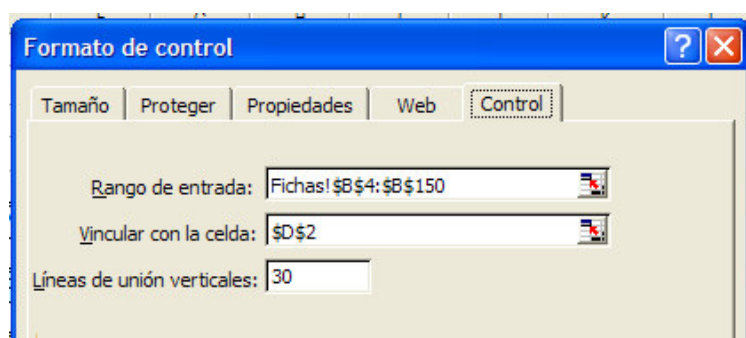 Formato de control
Tamaño Proteger Propiedades Web Control
Rango de entrada: Fichas!$B$4:$B$150
Vincular con la celda: $D$2
Líneas de unión verticales: 30